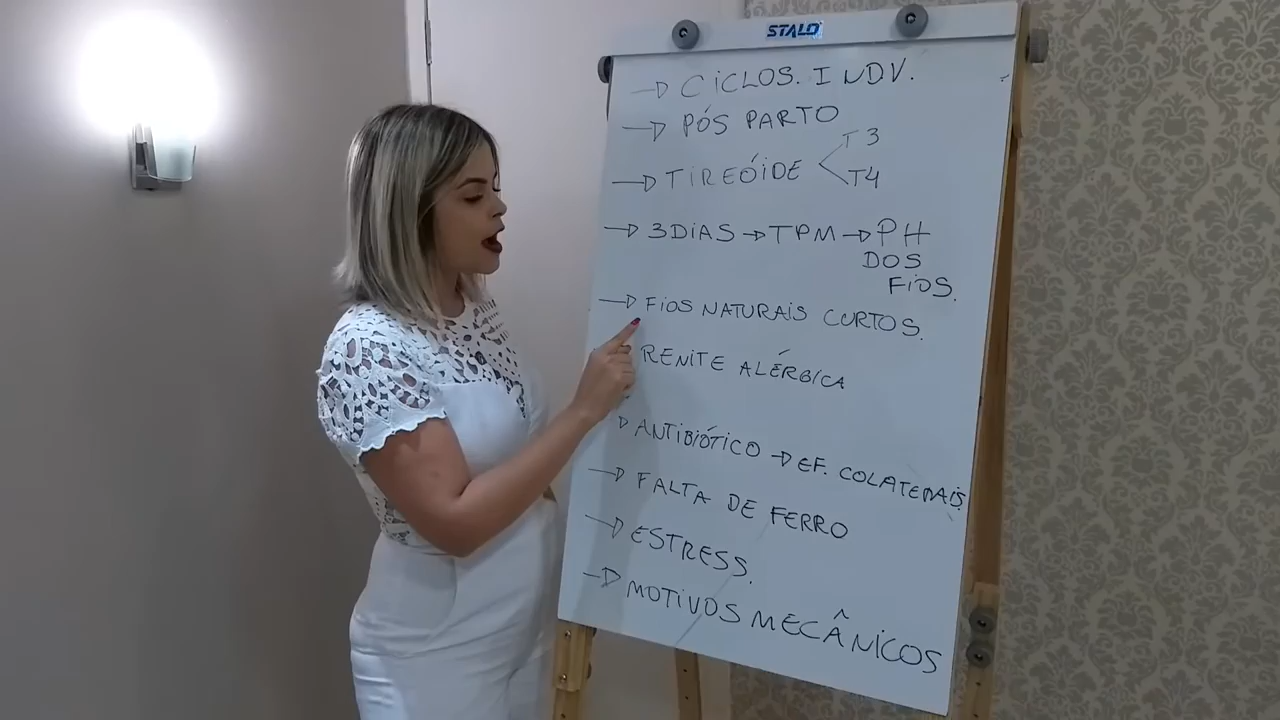 STALO
→ CICLOS. INDV.
→ PÓS PARTO
→ TIREÓIDE < T3
T4
→ 3DIAS → TPM → PH
DOS
FIOS.
→ FIOS NATURAIS CURTOS.
RENITE ALÉRGICA
→ ANTIBIÓTICO → EF. COLATERAIS
→ FALTA DE FERRO
→ ESTRESS.
→ MOTIVOS MECÂNICOS